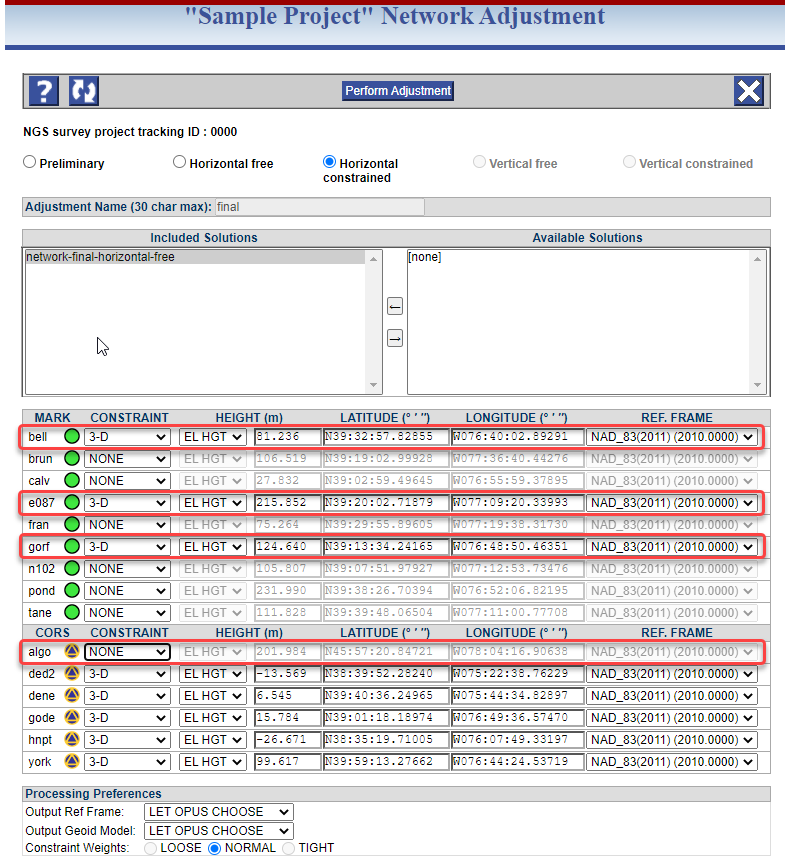 "Sample Project" Network Adjustment
? Perform Adjustment
NGS survey project tracking ID : 0000
Preliminary Horizontal free Horizontal constrained Vertical free Vertical constrained
Adjustment Name (30 char max): final
Included Solutions Available Solutions
network-final-horizontal-free [none]
←
→
MARK CONSTRAINT HEIGHT (m) LATITUDE (° ′ ″) LONGITUDE (° ′ ″) REF. FRAME
bell 3-D EL HGT 81.236 N39:32:57.82855 W076:40:02.89291 NAD_83(2011) (2010.0000)
brun NONE EL HGT 106.519 N39:19:02.99928 W077:36:40.44276 NAD_83(2011) (2010.0000)
calv NONE EL HGT 27.832 N39:02:59.49645 W076:55:59.37895 NAD_83(2011) (2010.0000)
e087 3-D EL HGT 215.852 N39:20:02.71879 W077:09:20.33993 NAD_83(2011) (2010.0000)
fran NONE EL HGT 75.264 N39:29:55.89605 W077:19:38.31730 NAD_83(2011) (2010.0000)
gorf 3-D EL HGT 124.640 N39:13:34.24165 W076:48:50.46351 NAD_83(2011) (2010.0000)
n102 NONE EL HGT 105.807 N39:07:51.97927 W077:12:53.73476 NAD_83(2011) (2010.0000)
pond NONE EL HGT 231.990 N39:38:26.70394 W076:52:06.82195 NAD_83(2011) (2010.0000)
tane NONE EL HGT 111.828 N39:39:48.06504 W077:11:00.77708 NAD_83(2011) (2010.0000)
CORS CONSTRAINT HEIGHT (m) LATITUDE (° ′ ″) LONGITUDE (° ′ ″) REF. FRAME
algo NONE EL HGT 201.984 N45:57:20.84721 W078:04:16.90638 NAD_83(2011) (2010.0000)
ded2 3-D EL HGT -13.569 N38:39:52.28240 W075:22:38.76229 NAD_83(2011) (2010.0000)
dene 3-D EL HGT 6.545 N39:40:36.24965 W075:44:34.82897 NAD_83(2011) (2010.0000)
gode 3-D EL HGT 15.784 N39:01:18.18974 W076:49:36.57470 NAD_83(2011) (2010.0000)
hnpt 3-D EL HGT -26.671 N38:35:19.71005 W076:07:49.33197 NAD_83(2011) (2010.0000)
york 3-D EL HGT 99.617 N39:59:13.27662 W076:44:24.53719 NAD_83(2011) (2010.0000)
Processing Preferences
Output Ref Frame: LET OPUS CHOOSE
Output Geoid Model: LET OPUS CHOOSE
Constraint Weights: LOOSE NORMAL TIGHT